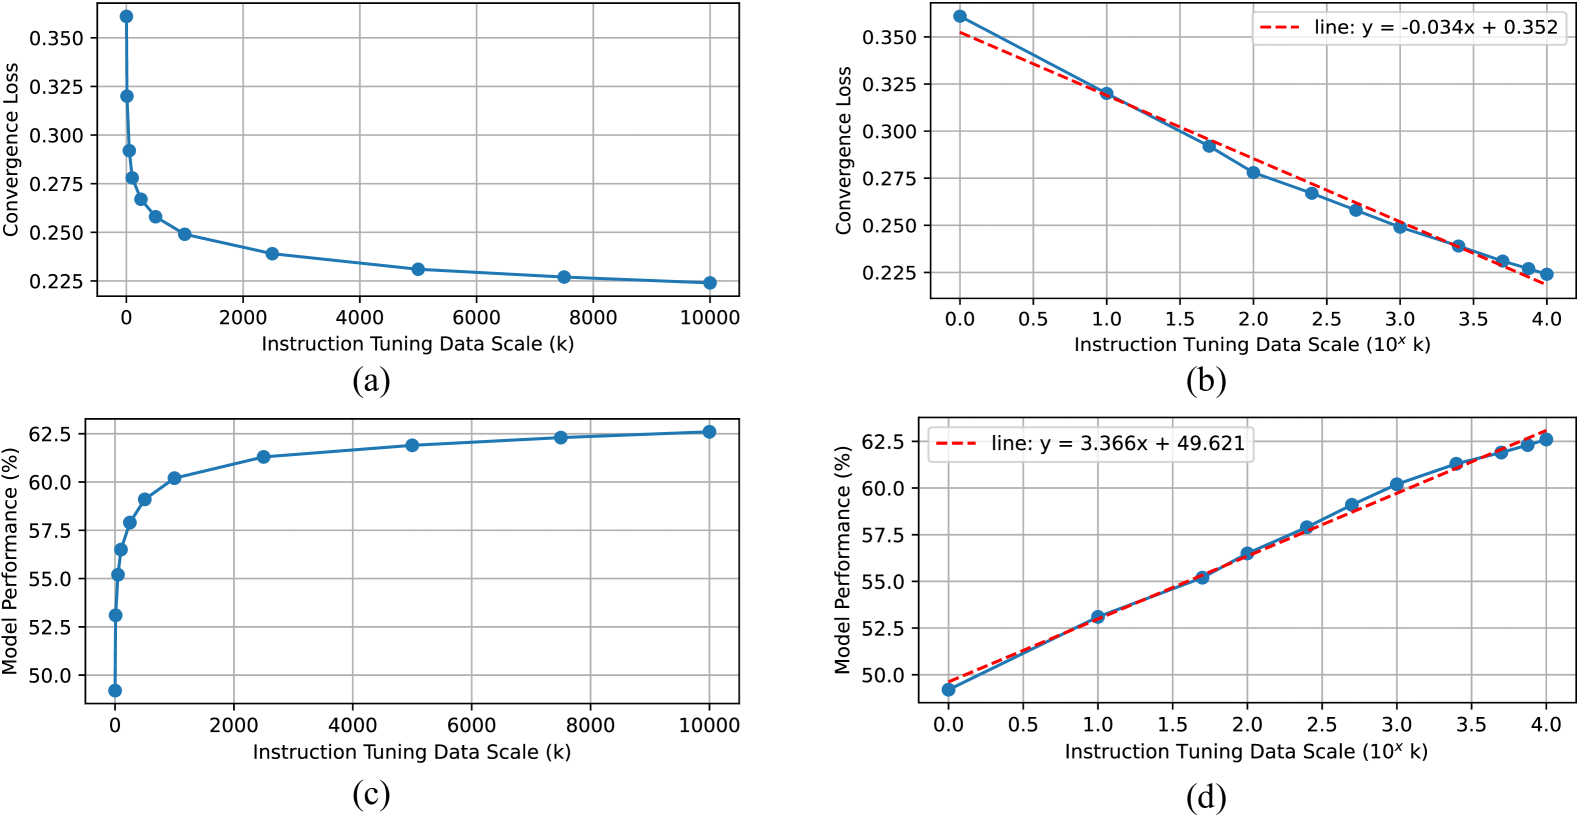 Convergence Loss
0.350
0.325
0.300
0.275
0.250
0.225
0 2000 4000 6000 8000 10000
Instruction Tuning Data Scale (k)
(a)
Convergence Loss
0.350
0.325
0.300
0.275
0.250
0.225
line: y = -0.034x + 0.352
0.0 0.5 1.0 1.5 2.0 2.5 3.0 3.5 4.0
Instruction Tuning Data Scale (10ˣ k)
(b)
Model Performance (%)
62.5
60.0
57.5
55.0
52.5
50.0
0 2000 4000 6000 8000 10000
Instruction Tuning Data Scale (k)
(c)
Model Performance (%)
62.5
60.0
57.5
55.0
52.5
50.0
line: y = 3.366x + 49.621
0.0 0.5 1.0 1.5 2.0 2.5 3.0 3.5 4.0
Instruction Tuning Data Scale (10ˣ k)
(d)